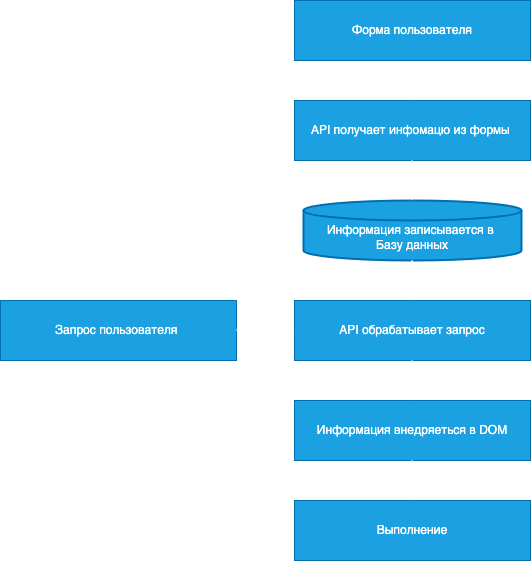 Форма пользователя
API получает инфомацю из формы
Информация записывается в
Базу данных
Запрос пользователя
API обрабатывает запрос
Информация внедряеться в DOM
Выполнение